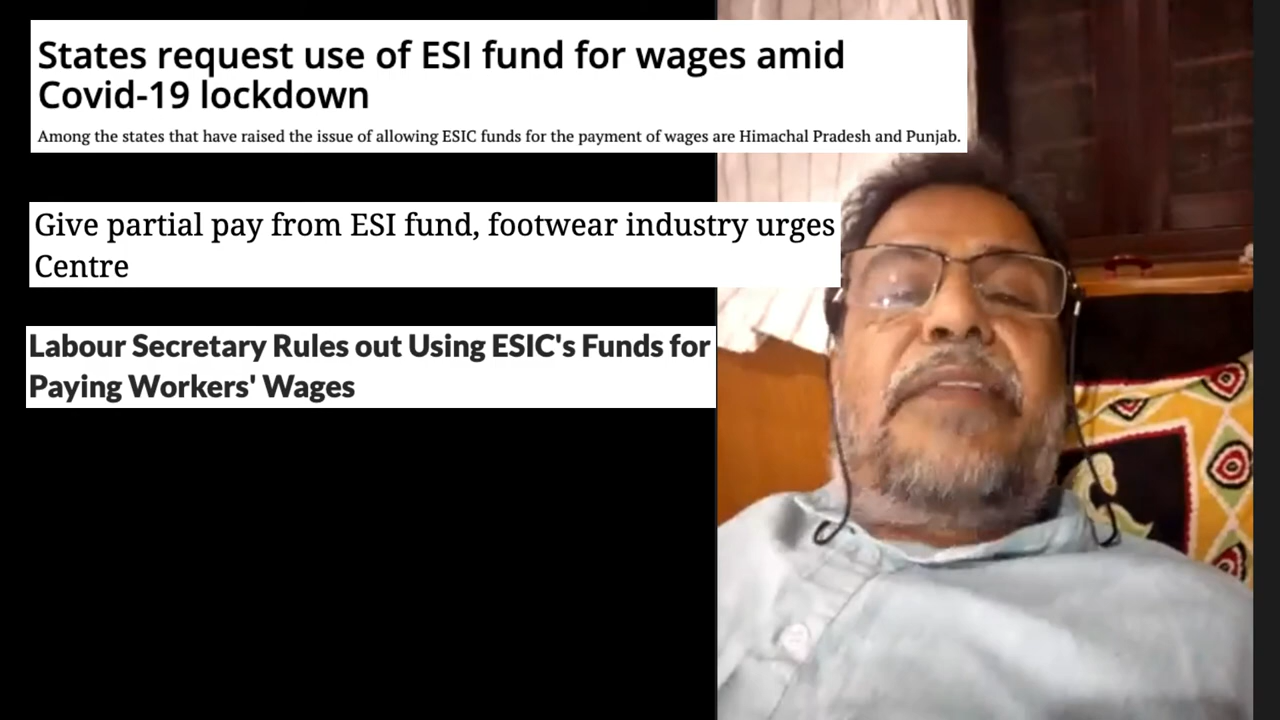 States request use of ESI fund for wages amid
Covid-19 lockdown
Among the states that have raised the issue of allowing ESIC funds for the payment of wages are Himachal Pradesh and Punjab.
Give partial pay from ESI fund, footwear industry urges
Centre
Labour Secretary Rules out Using ESIC's Funds for
Paying Workers' Wages